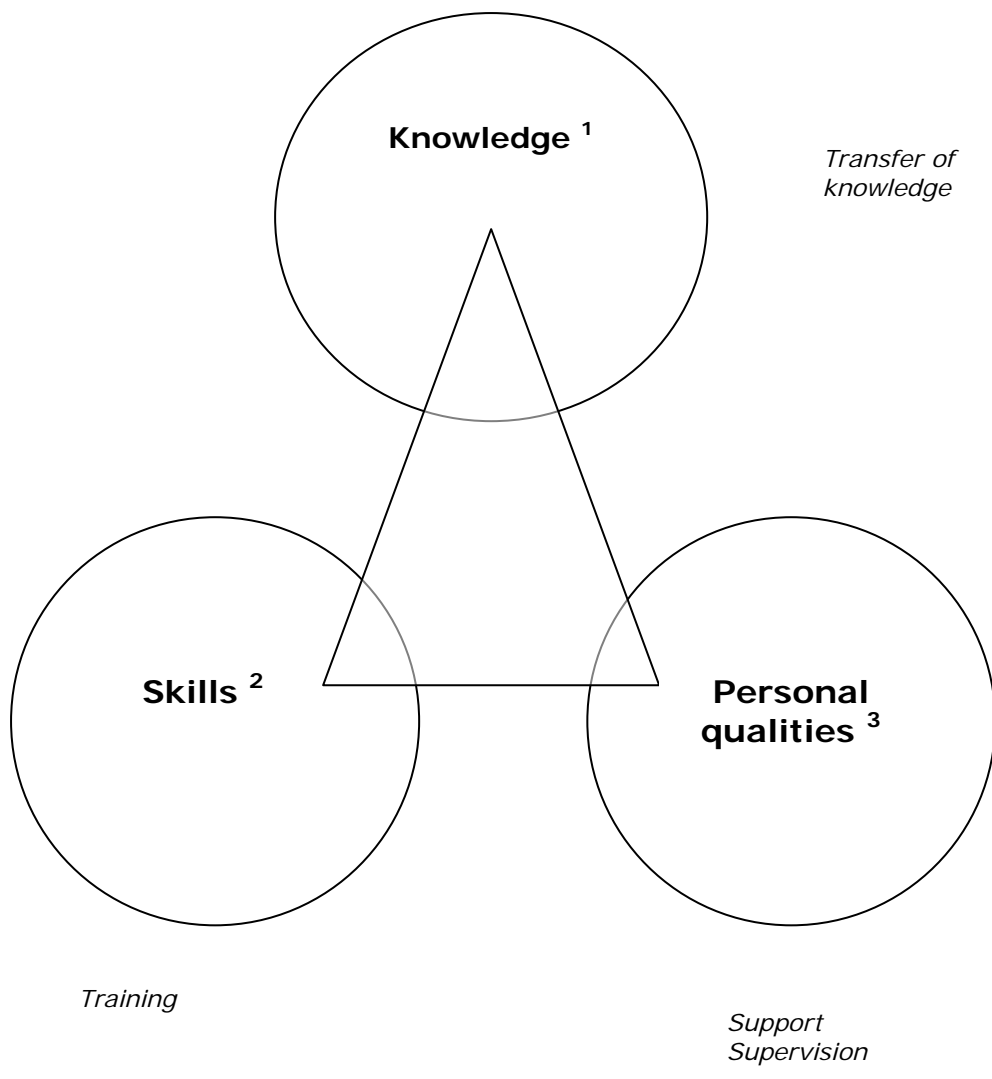 Knowledge ¹
Transfer of
knowledge
Skills ²
Personal
qualities ³
Training
Support
Supervision